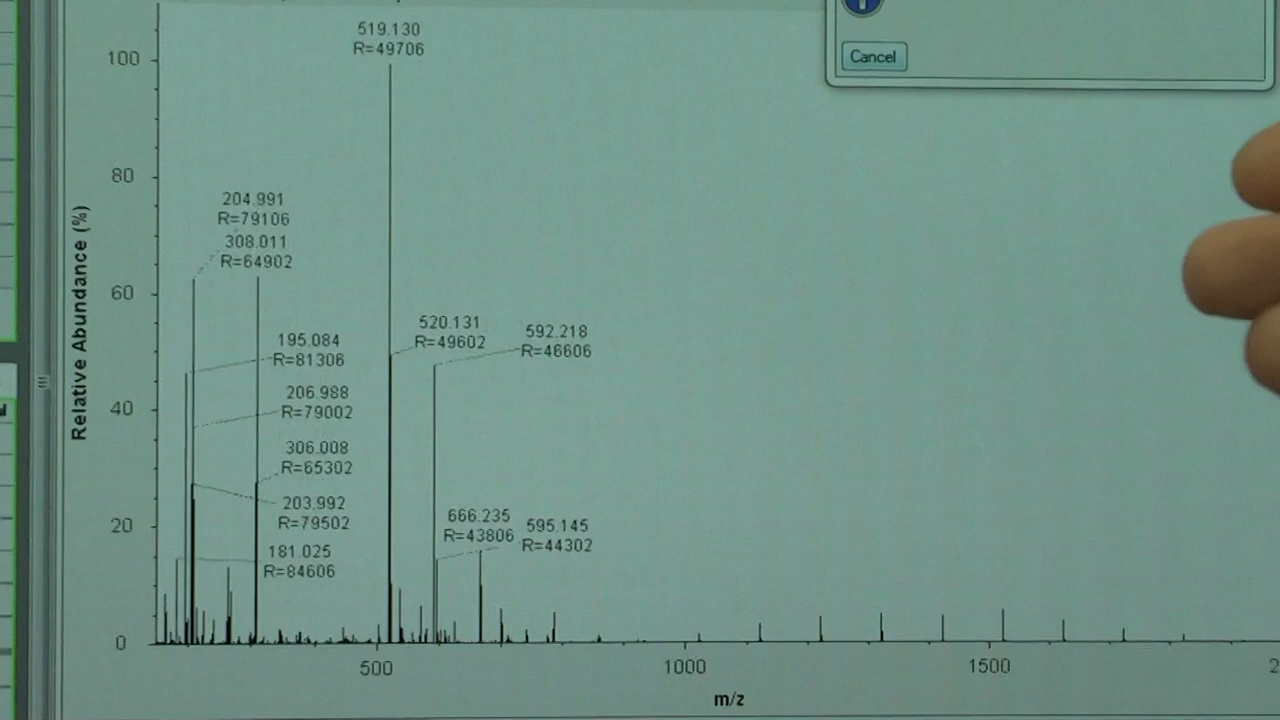 Cancel
519.130
R=49706
100
80
204.991
R=79106
308.011
R=64902
60
520.131
R=49602
592.218
R=46606
195.084
R=81306
206.988
R=79002
40
306.008
R=65302
203.992
R=79502
666.235
R=43806
595.145
R=44302
20
181.025
R=84606
0
Relative Abundance (%)
500
1000
1500
m/z